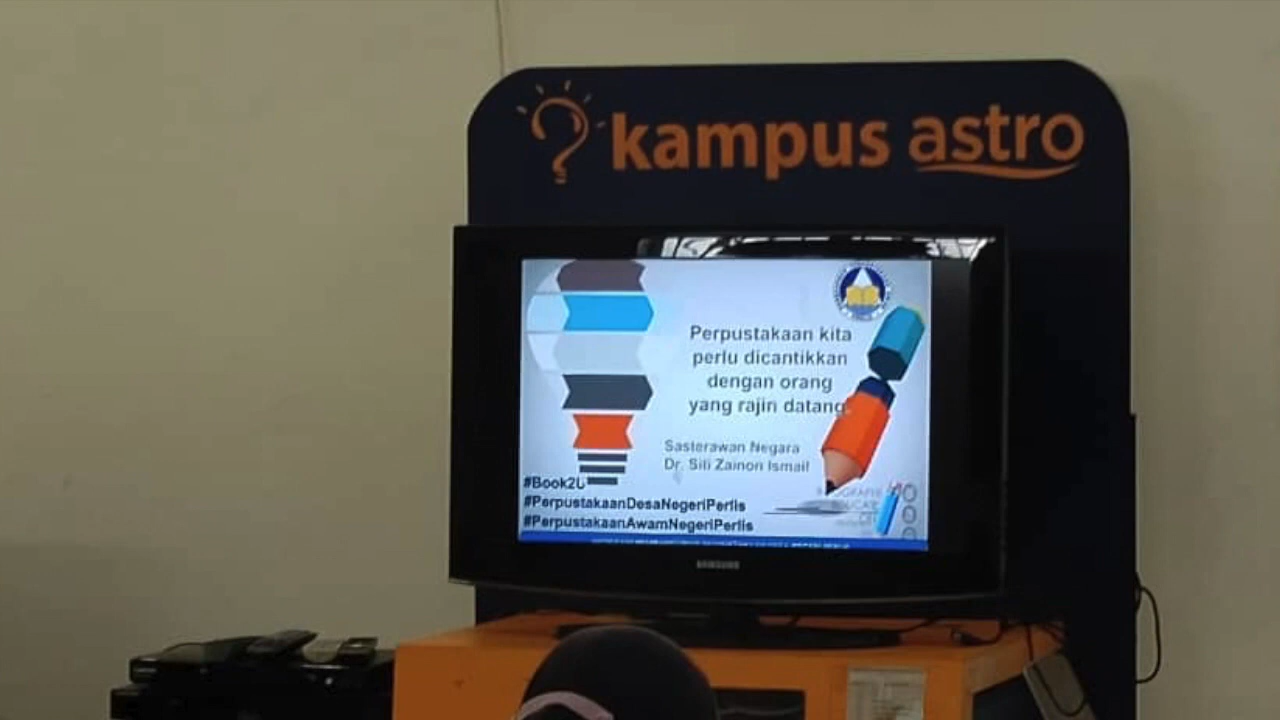 kampus astro
Perpustakaan kita
perlu dicantikkan
dengan orang
yang rajin datang
Sasterawan Negara
Dr. Siti Zainon Ismail
#Book2U
#PerpustakaanDesaNegeriPerlis
#PerpustakaanAwamNegeriPerlis
SAMSUNG